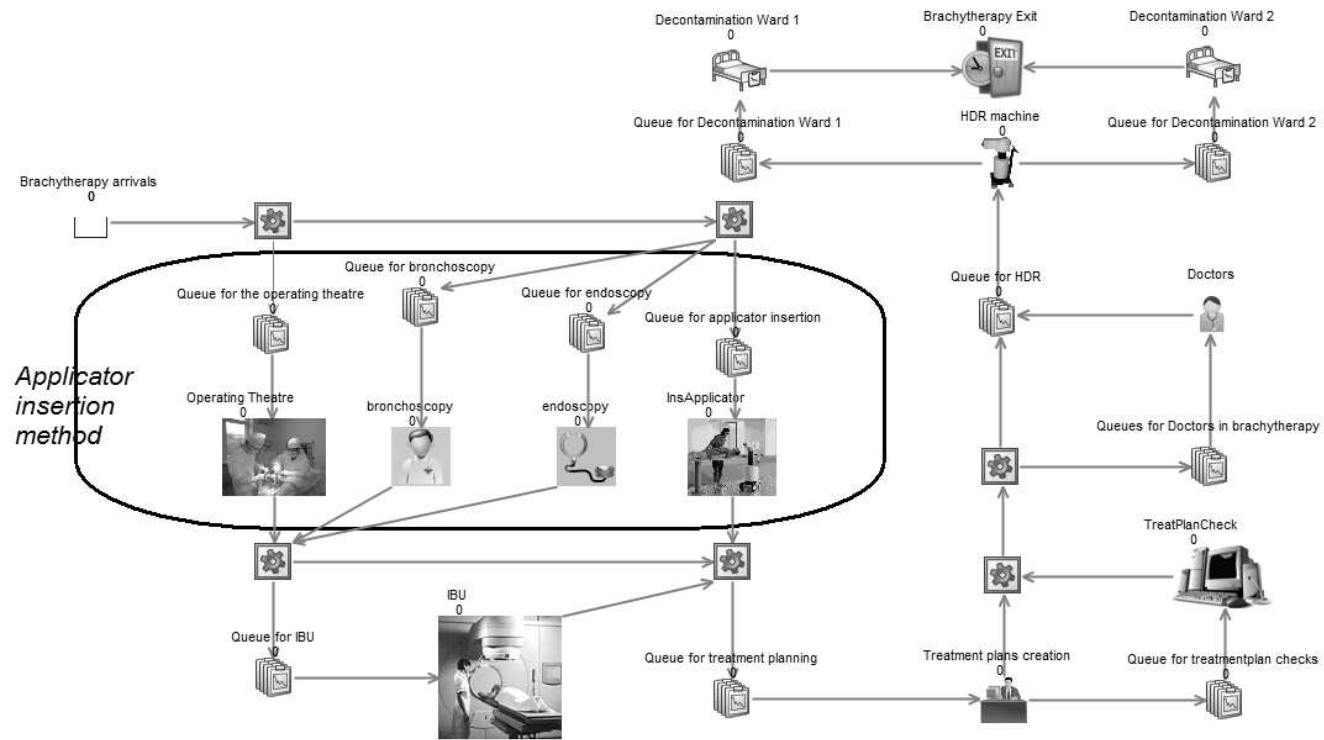 Decontamination Ward 1
0
Brachytherapy Exit
0
EXIT
Decontamination Ward 2
0
Queue for Decontamination Ward 1
0
HDR machine
0
Queue for Decontamination Ward 2
0
Brachytherapy arrivals
0
Queue for bronchoscopy
0
Queue for the operating theatre
0
Queue for endoscopy
0
Queue for applicator insertion
0
Queue for HDR
0
Doctors
0
Applicator
insertion
method
Operating Theatre
0
bronchoscopy
0
endoscopy
0
InsApplicator
0
Queues for Doctors in brachytherapy
0
TreatPlanCheck
0
IBU
0
Queue for IBU
0
Queue for treatment planning
0
Treatment plans creation
0
Queue for treatmentplan checks
0